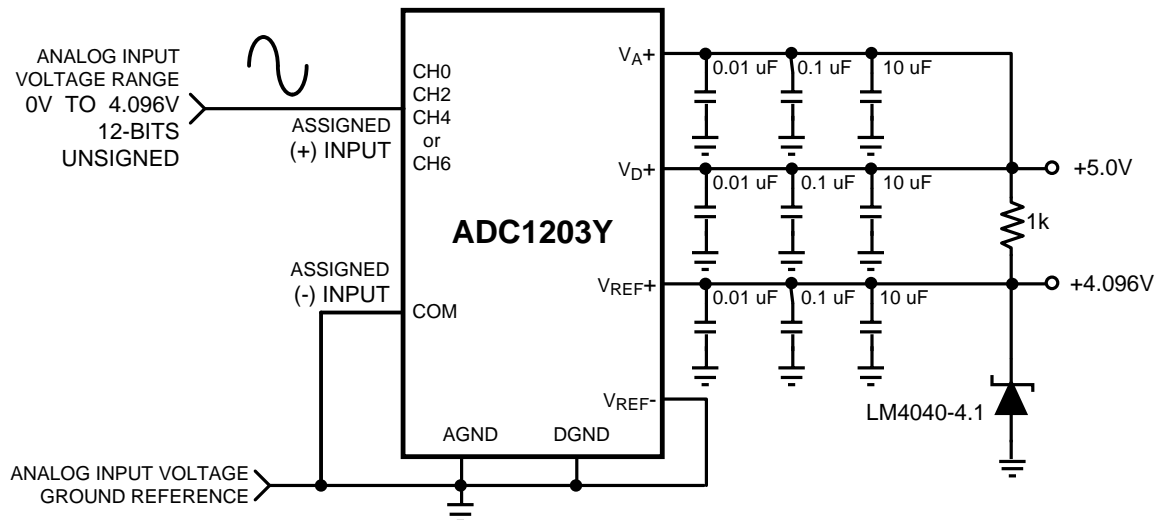 ANALOG INPUT
VOLTAGE RANGE
0V TO 4.096V
12-BITS
UNSIGNED
ASSIGNED
(+) INPUT
CH0
CH2
CH4
or
CH6
ADC1203Y
ASSIGNED
(-) INPUT
COM
AGND
DGND
ANALOG INPUT VOLTAGE
GROUND REFERENCE
VA+
0.01 uF 0.1 uF 10 uF
VD+
0.01 uF 0.1 uF 10 uF
+5.0V
1k
VREF+
0.01 uF 0.1 uF 10 uF
+4.096V
VREF-
LM4040-4.1